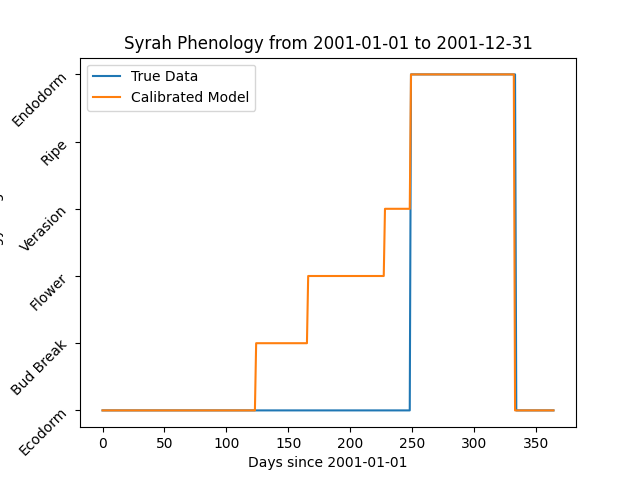 Syrah Phenology from 2001-01-01 to 2001-12-31
True Data
Calibrated Model
Endodorm
Ripe
Verasion
Flower
Bud Break
Ecodorm
0 50 100 150 200 250 300 350
Days since 2001-01-01